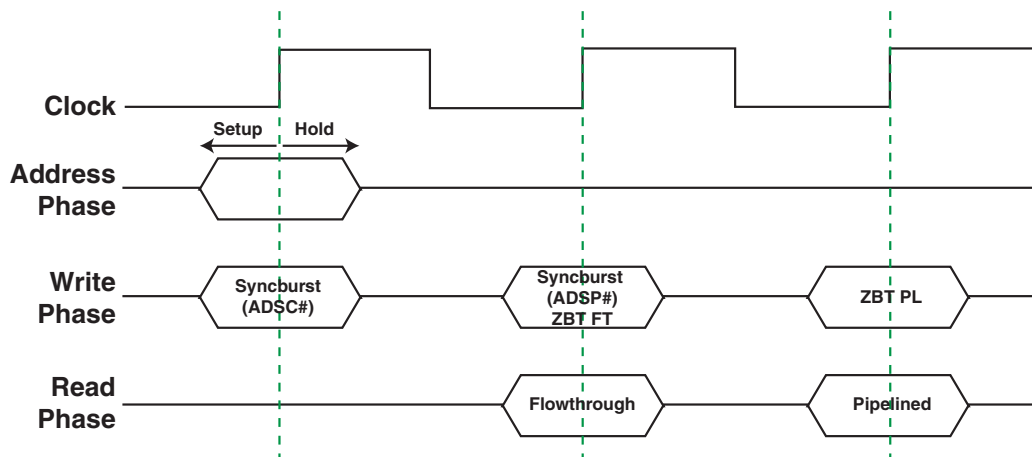 Clock
Setup
Hold
Address
Phase
Write
Phase
Syncburst
(ADSC#)
Syncburst
(ADSP#)
ZBT FT
ZBT PL
Read
Phase
Flowthrough
Pipelined